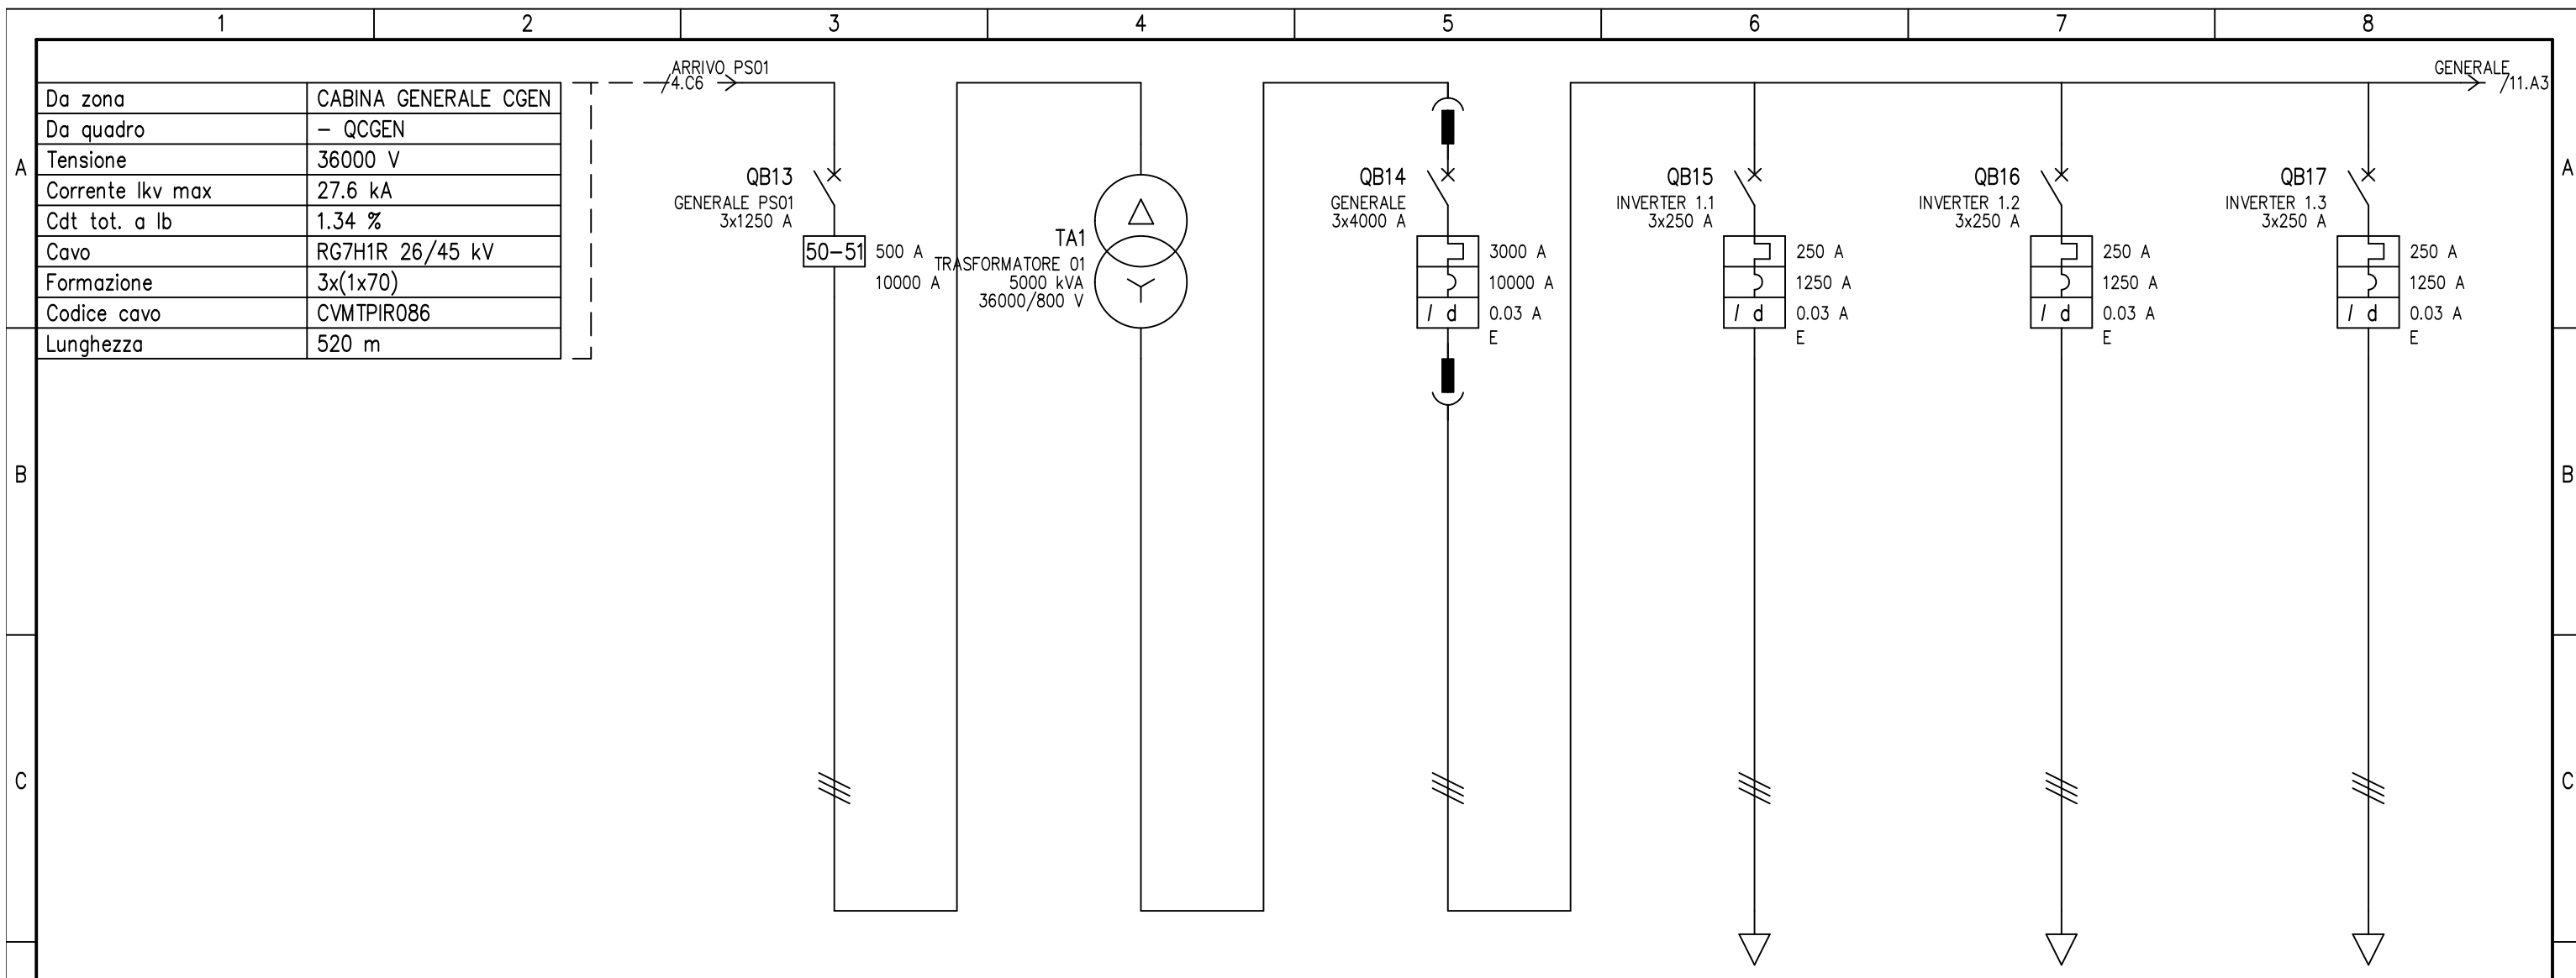 1 2 3 4 5 6 7 8
ARRIVO PS01
/4.C6
GENERALE
/11.A3
Da zona CABINA GENERALE CGEN
Da quadro - QCGEN
Tensione 36000 V
Corrente Ikv max 27.6 kA
Cdt tot. a Ib 1.34 %
Cavo RG7H1R 26/45 kV
Formazione 3x(1x70)
Codice cavo CVMTPIR086
Lunghezza 520 m
A
B
C
QB13
GENERALE PS01
3x1250 A
50-51 500 A
10000 A
TA1
TRASFORMATORE 01
5000 kVA
36000/800 V
QB14
GENERALE
3x4000 A
3000 A
10000 A
I d 0.03 A
E
QB15
INVERTER 1.1
3x250 A
250 A
1250 A
I d 0.03 A
E
QB16
INVERTER 1.2
3x250 A
250 A
1250 A
I d 0.03 A
E
QB17
INVERTER 1.3
3x250 A
250 A
1250 A
I d 0.03 A
E
A
B
C